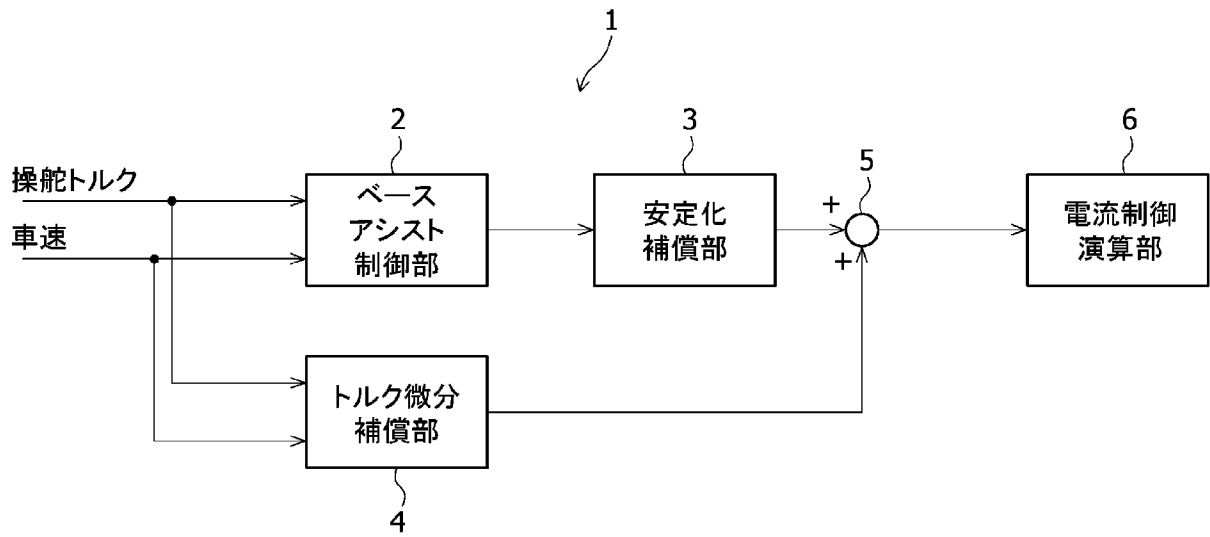 1
2
3
6
操舵トルク
ベース
アシスト
制御部
安定化
補償部
+
5
電流制御
演算部
車速
+
トルク微分
補償部
4